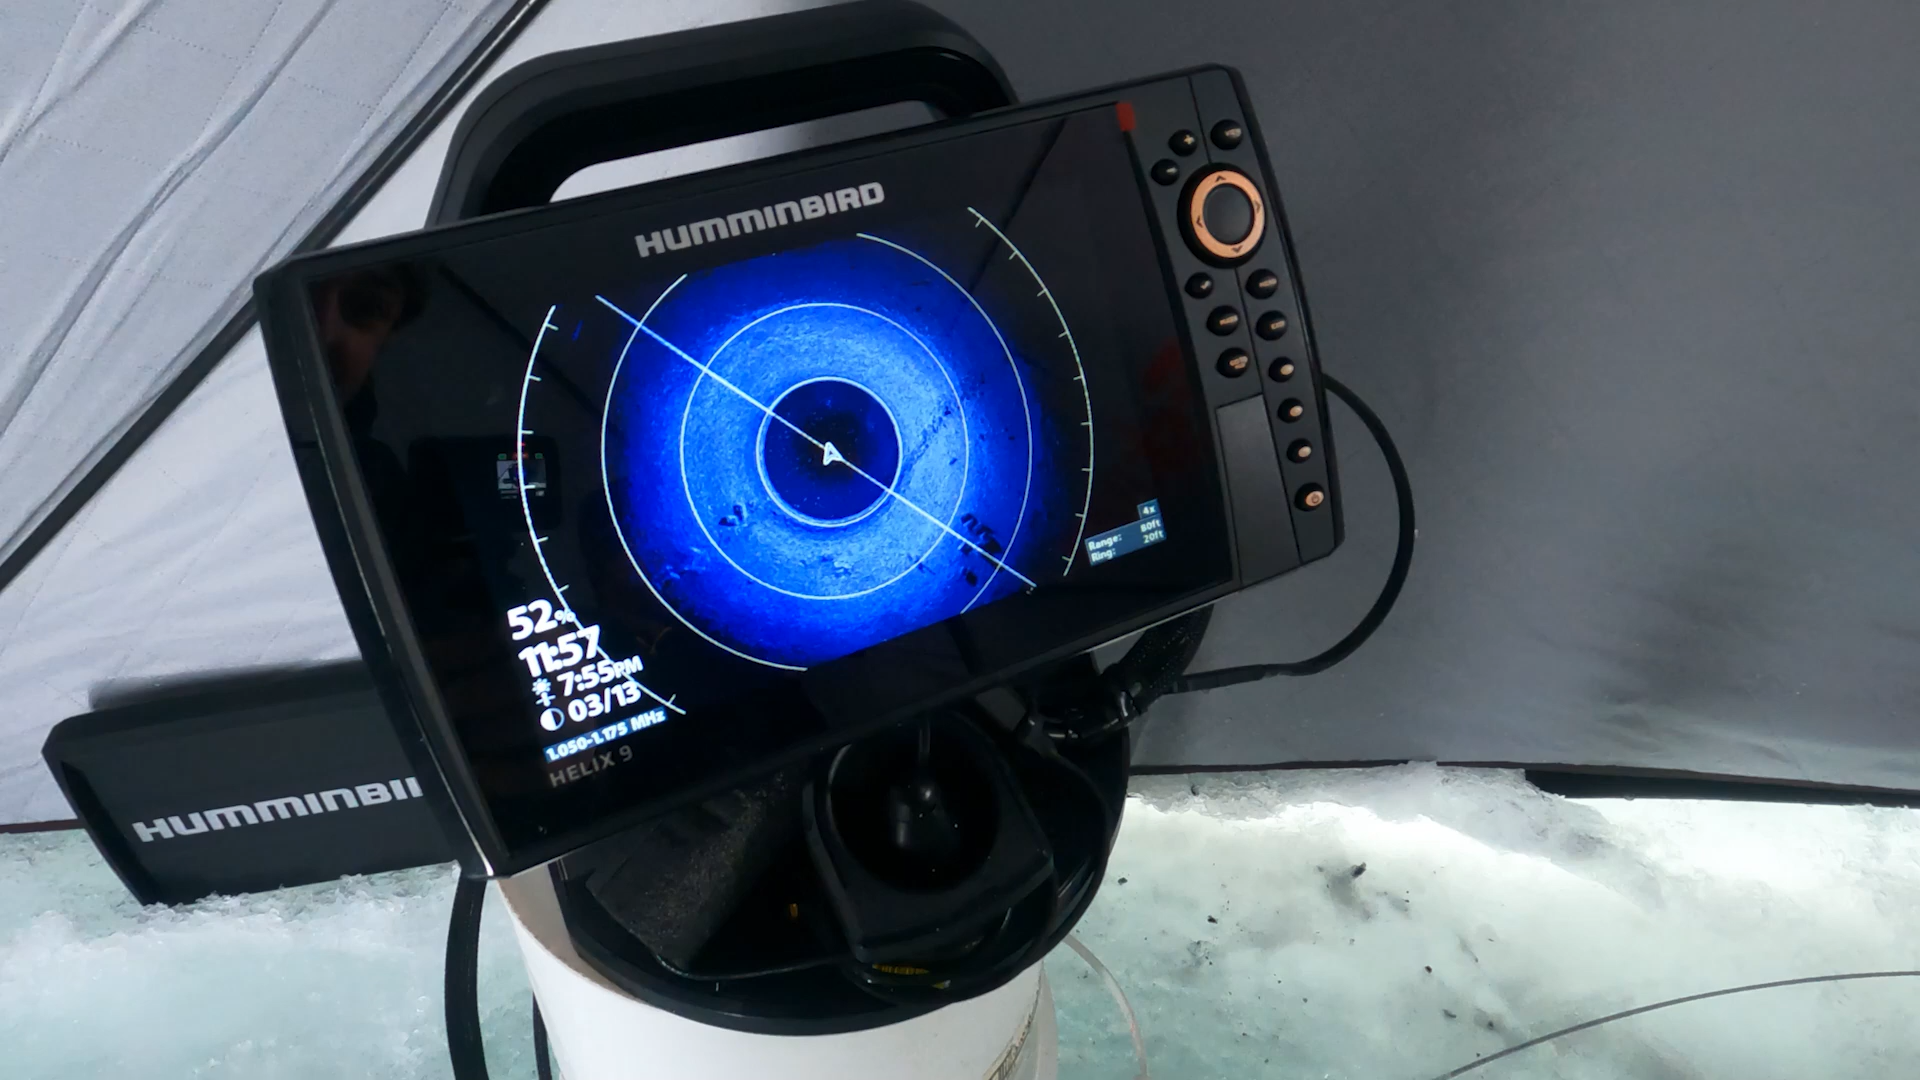 HUMMINBIRD
4x
Range: 80ft
Ring: 20ft
52%
11:57
7:55PM
03/13
1.050-1.175 MHz
HELIX 9
HUMMINBI